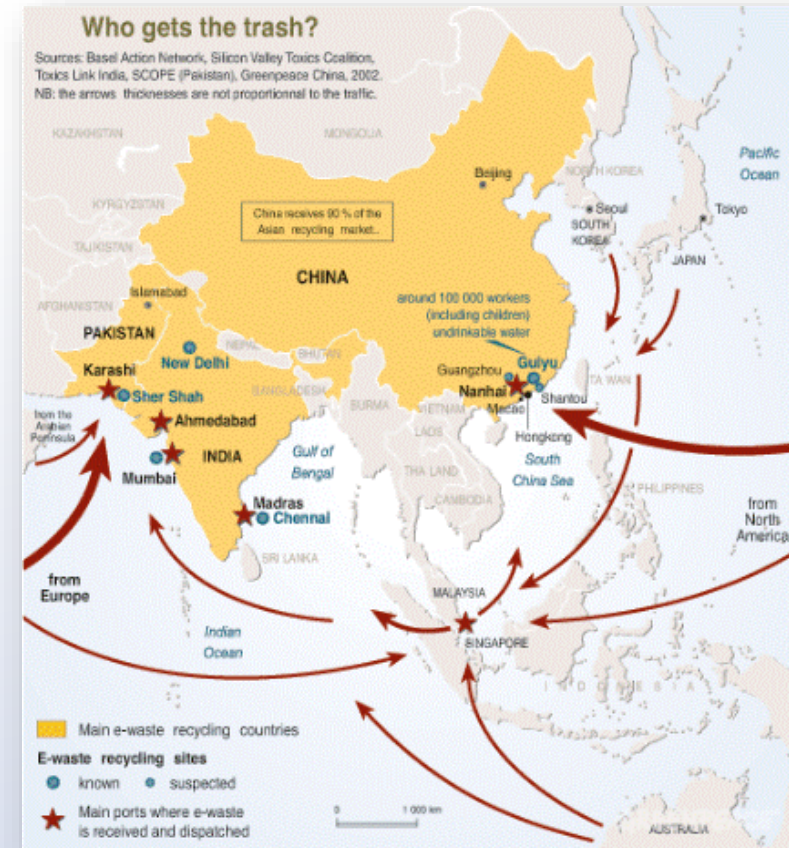 Who gets the trash?
Sources: Basel Action Network, Silicon Valley Toxics Coalition,
Toxics Link India, SCOPE (Pakistan), Greenpeace China, 2002.
NB: the arrows thicknesses are not proportionnal to the traffic.
KAZAKHSTAN
MONGOLIA
Pacific
Ocean
Beijing
NORTH KOREA
KYRGYZSTAN
China receives 90 % of the
Asian recycling market..
Seoul
Tokyo
SOUTH
KOREA
TAJIKISTAN
JAPAN
CHINA
Islamabad
AFGHANISTAN
around 100 000 workers
(including children)
undrinkable water
PAKISTAN
NEPAL
BHUTAN
New Delhi
Karashi
Guangzhou
Guiyu
TA WAN
Sher Shah
BANGLADESH
Nanhai
Shantou
from the
Arabian
Peninsula
Ahmedabad
BURMA
VIETNAM
Macao
LAOS
Hongkong
INDIA
Gulf of
Bengal
South
China Sea
Mumbai
THA LAND
PHILIPPINES
Madras
Chennai
CAMBODIA
from
North
America
SRI LANKA
from
Europe
MALAYSIA
Indian
Ocean
SINGAPORE
INDONESIA
Main e-waste recycling countries
E-waste recycling sites
known
suspected
Main ports where e-waste
is received and dispatched
0
1 000 km
AUSTRALIA